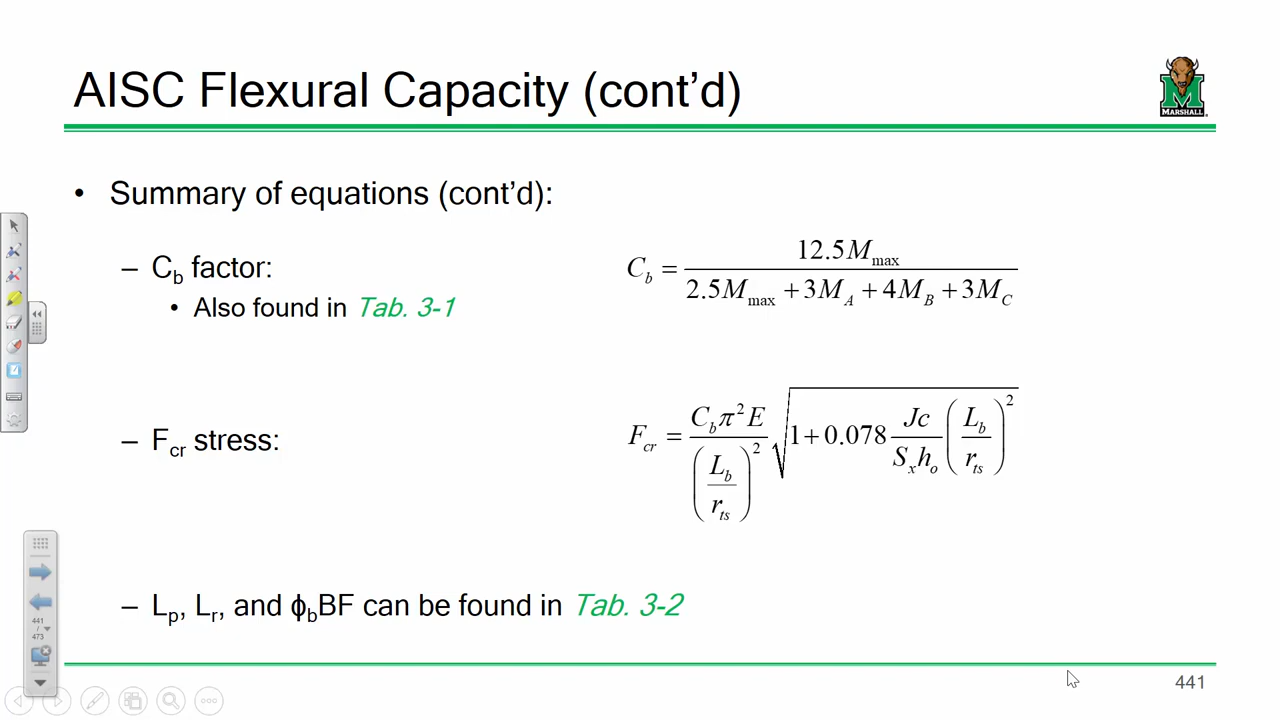 AISC Flexural Capacity (cont’d)
MARSHALL
• Summary of equations (cont’d):
– C_b factor:
• Also found in Tab. 3-1
C_b = 12.5M_max / (2.5M_max + 3M_A + 4M_B + 3M_C)
– F_cr stress:
F_cr = C_b π² E / (L_b / r_ts)² √(1 + 0.078 (Jc / S_x h_o) (L_b / r_ts)²)
– L_p, L_r, and ϕ_bBF can be found in Tab. 3-2
441
/
473
441